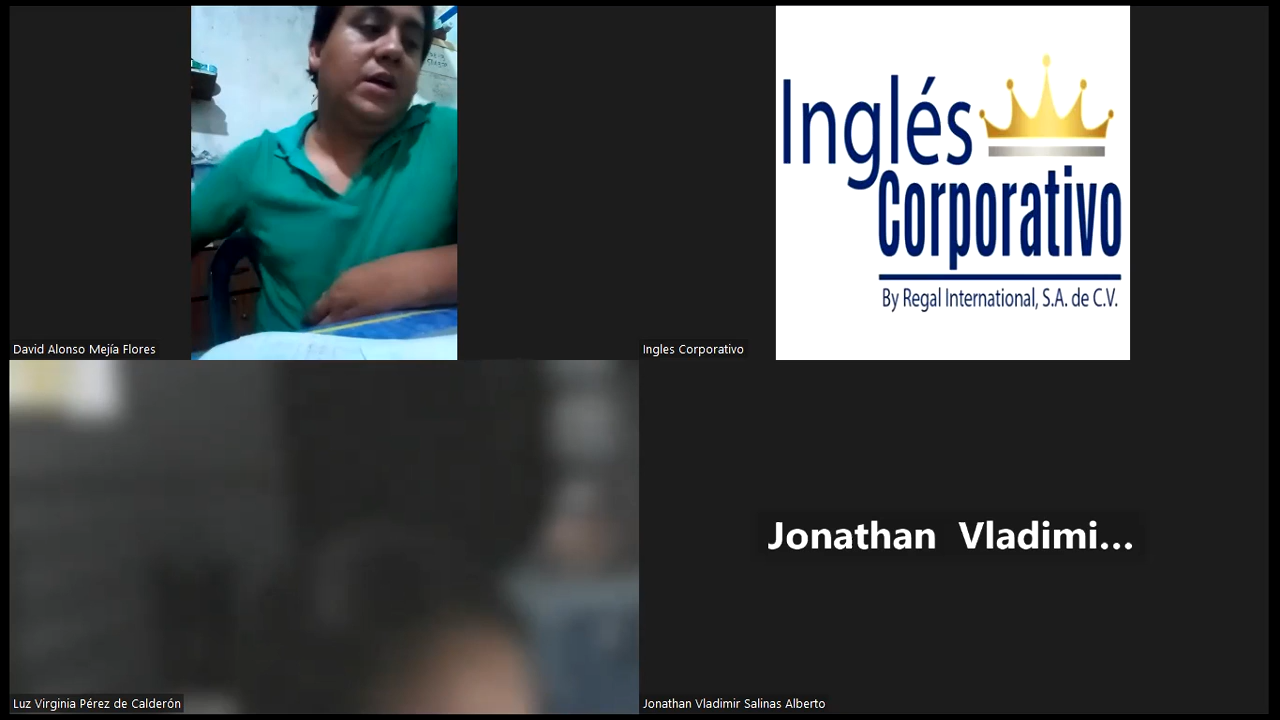 Inglés
Corporativo
By Regal International, S.A. de C.V.
David Alonso Mejía Flores
Ingles Corporativo
Jonathan Vladimi...
Luz Virginia Pérez de Calderón
Jonathan Vladimir Salinas Alberto